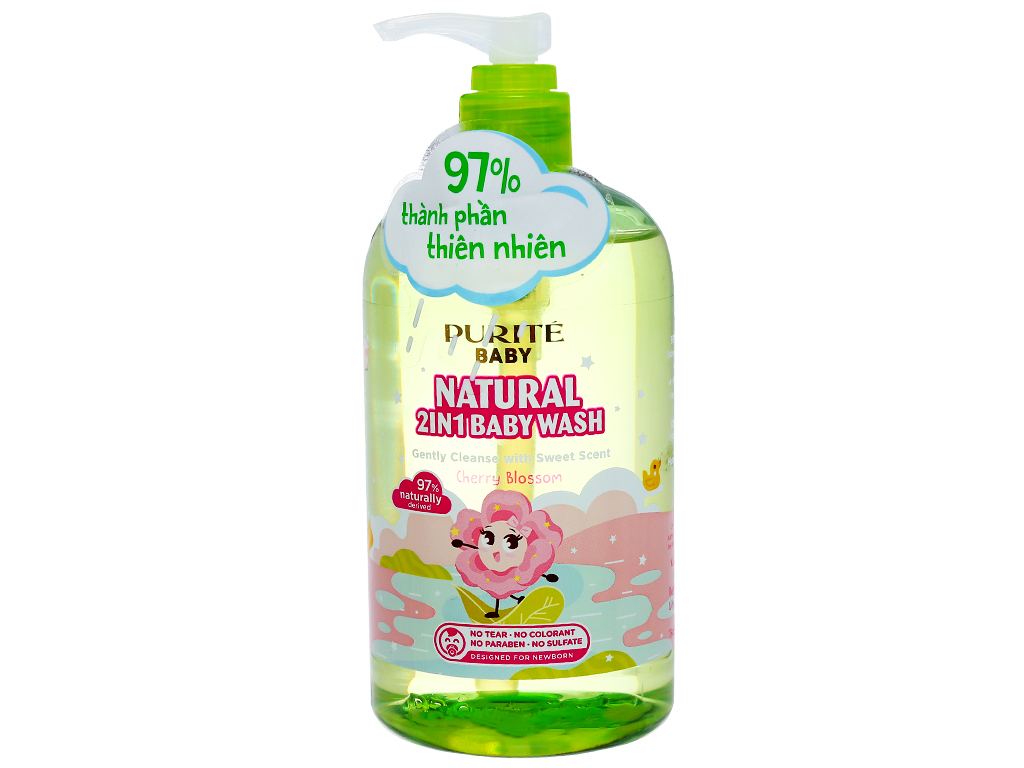 97%
thành phần
thiên nhiên
PURITÉ
BABY
NATURAL
2IN1 BABY WASH
Gently Cleanse with Sweet Scent
Cherry Blossom
97%
naturally
derived
NO TEAR · NO COLORANT
NO PARABEN · NO SULFATE
DESIGNED FOR NEWBORN